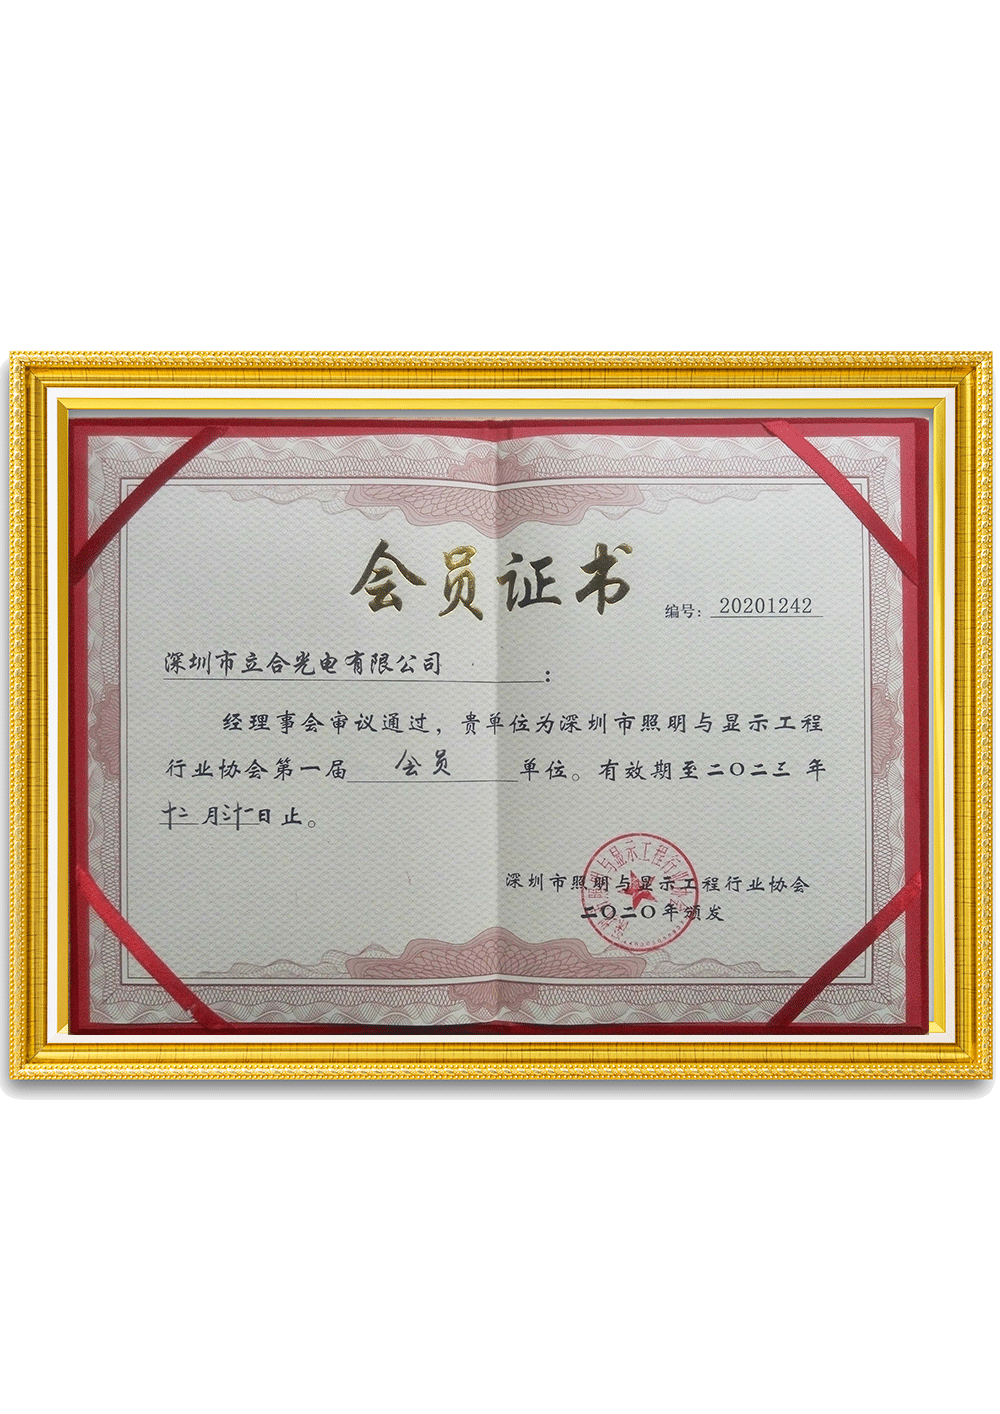 会员证书
编号: 20201242
深圳市立合光电有限公司:
经理事会审议通过，贵单位为深圳市照明与显示工程
行业协会第一届 会员 单位。有效期至二〇二三 年
十二月三十一日止。
深圳市照明与显示工程行业协会
二〇二〇年颁发